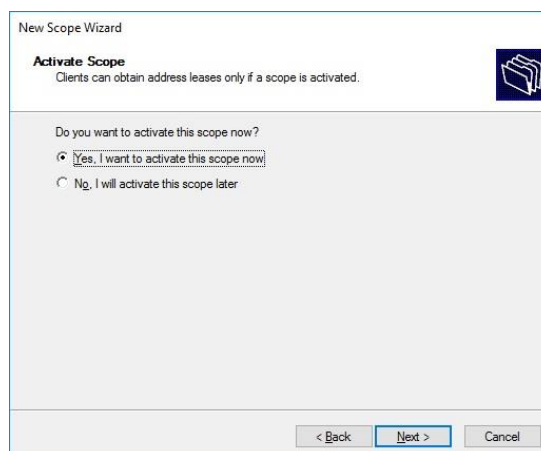 New Scope Wizard
Activate Scope
Clients can obtain address leases only if a scope is activated.
Do you want to activate this scope now?
Yes, I want to activate this scope now
No, I will activate this scope later
< Back
Next >
Cancel